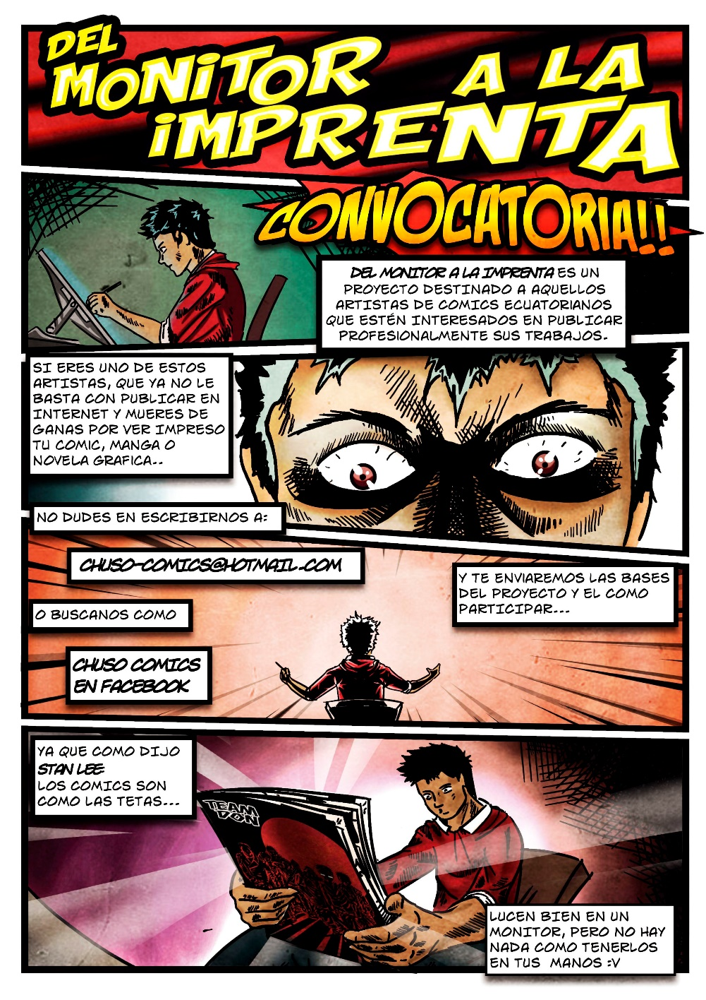 DEL
MONiTOR A LA
iMPRENTA
CONVOCATORIA!!
DEL MONITOR A LA IMPRENTA ES UN
PROYECTO DESTINADO A AQUELLOS
ARTISTAS DE COMICS ECUATORIANOS
QUE ESTÉN INTERESADOS EN PUBLICAR
PROFESIONALMENTE SUS TRABAJOS.
SI ERES UNO DE ESTOS
ARTISTAS, QUE YA NO LE
BASTA CON PUBLICAR EN
INTERNET Y MUERES DE
GANAS POR VER IMPRESO
TU COMIC, MANGA O
NOVELA GRAFICA..
NO DUDES EN ESCRIBIRNOS A:
CHUSO-COMICS@HOTMAIL.COM
Y TE ENVIAREMOS LAS BASES
DEL PROYECTO Y EL COMO
PARTICIPAR...
O BUSCANOS COMO
CHUSO COMICS
EN FACEBOOK
YA QUE COMO DIJO
STAN LEE
LOS COMICS SON
COMO LAS TETAS...
TEAM
DON
LUCEN BIEN EN UN
MONITOR, PERO NO HAY
NADA COMO TENERLOS
EN TUS MANOS :V